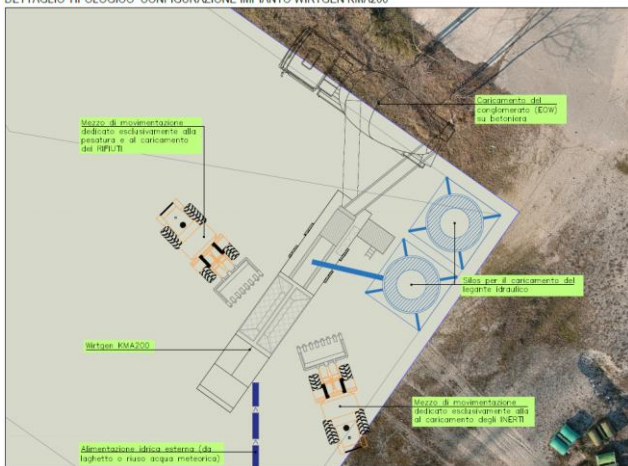 DETTAGLIO TIPOLOGICO CONFIGURAZIONE IMPIANTO WIRTGEN KMA200
Caricamento del
conglomerato (EOW)
su betoniera
Mezzo di movimentazione
dedicato esclusivamente alla
pesatura e al caricamento
dei RIFIUTI
Silos per il caricamento del
legante idraulico
Wirtgen KMA200
Mezzo di movimentazione
dedicato esclusivamente alla
al caricamento degli INERTI
Alimentazione idrica esterna (da
laghetto o riuso acqua meteorica)